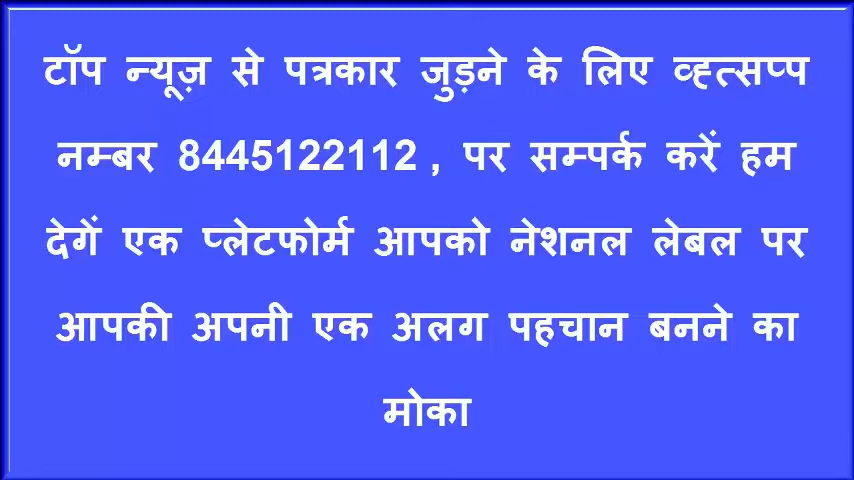 टॉप न्यूज़ से पत्रकार जुड़ने के लिए व्ह्त्सप्प
नम्बर 8445122112 , पर सम्पर्क करें हम
देगें एक प्लेटफोर्म आपको नेशनल लेबल पर
आपकी अपनी एक अलग पहचान बनने का
मोका